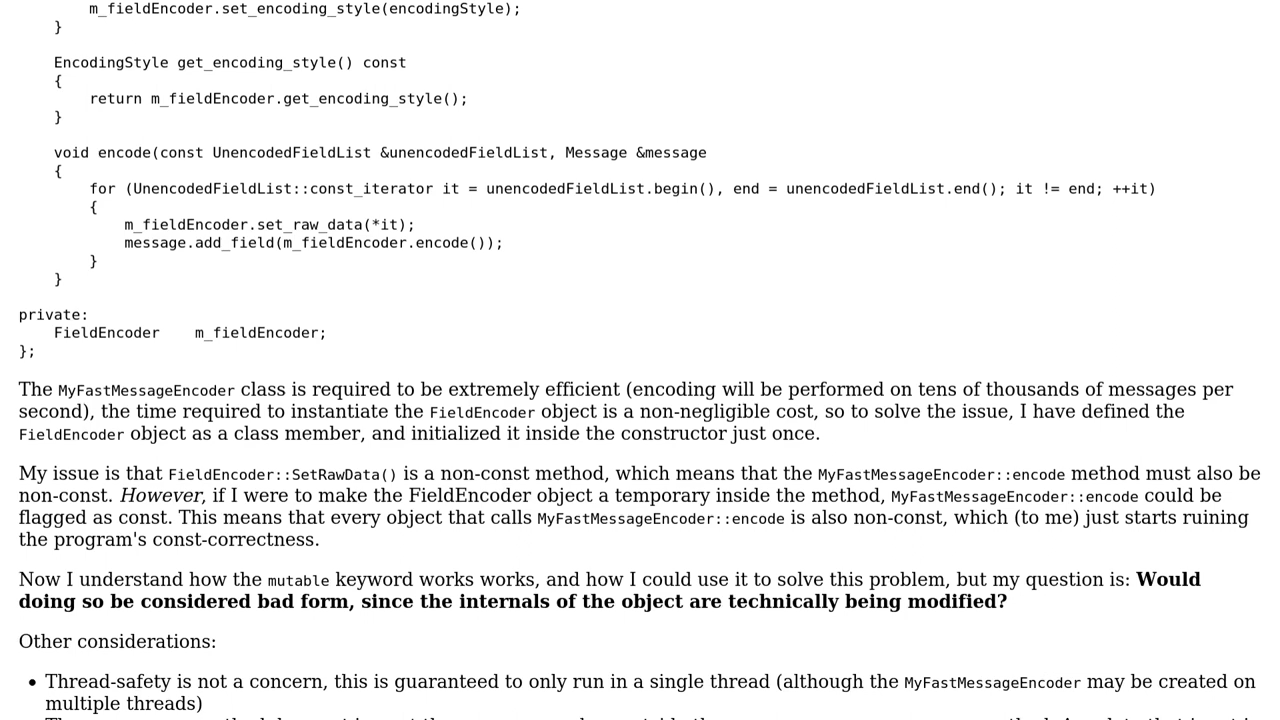 m_fieldEncoder.set_encoding_style(encodingStyle);
}
EncodingStyle get_encoding_style() const
{
return m_fieldEncoder.get_encoding_style();
}
void encode(const UnencodedFieldList &unencodedFieldList, Message &message
{
for (UnencodedFieldList::const_iterator it = unencodedFieldList.begin(), end = unencodedFieldList.end(); it != end; ++it)
{
m_fieldEncoder.set_raw_data(*it);
message.add_field(m_fieldEncoder.encode());
}
}
private:
FieldEncoder    m_fieldEncoder;
};
The MyFastMessageEncoder class is required to be extremely efficient (encoding will be performed on tens of thousands of messages per
second), the time required to instantiate the FieldEncoder object is a non-negligible cost, so to solve the issue, I have defined the
FieldEncoder object as a class member, and initialized it inside the constructor just once.
My issue is that FieldEncoder::SetRawData() is a non-const method, which means that the MyFastMessageEncoder::encode method must also be
non-const. However, if I were to make the FieldEncoder object a temporary inside the method, MyFastMessageEncoder::encode could be
flagged as const. This means that every object that calls MyFastMessageEncoder::encode is also non-const, which (to me) just starts ruining
the program's const-correctness.
Now I understand how the mutable keyword works works, and how I could use it to solve this problem, but my question is: Would
doing so be considered bad form, since the internals of the object are technically being modified?
Other considerations:
• Thread-safety is not a concern, this is guaranteed to only run in a single thread (although the MyFastMessageEncoder may be created on
multiple threads)